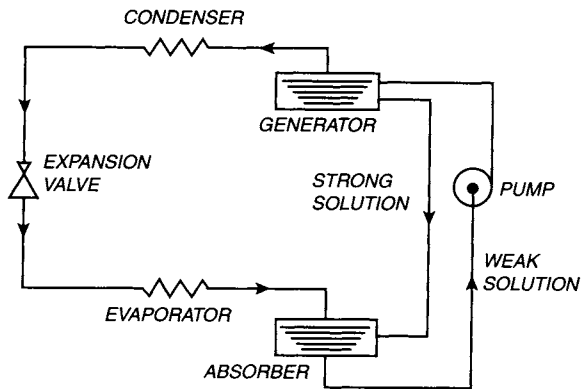 CONDENSER
GENERATOR
EXPANSION
VALVE
STRONG
SOLUTION
PUMP
WEAK
SOLUTION
EVAPORATOR
ABSORBER